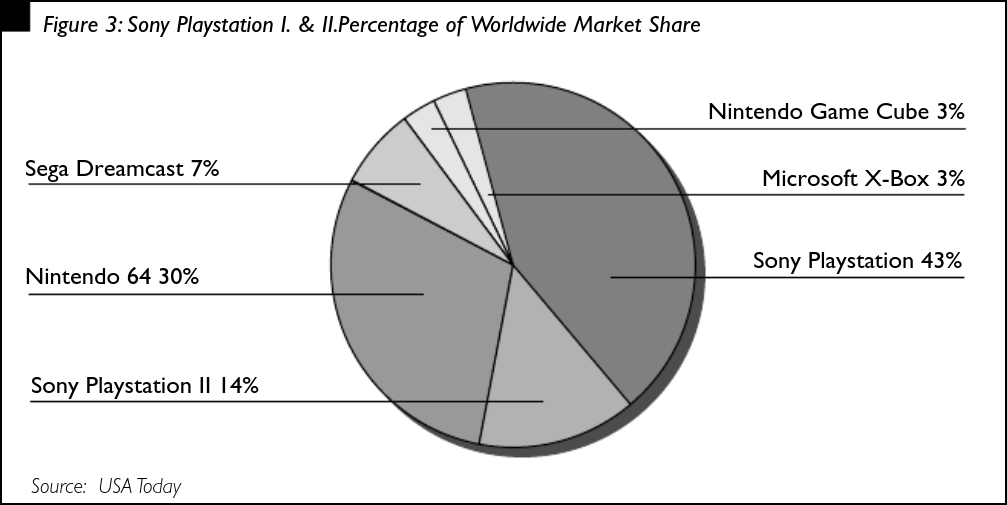 Figure 3: Sony Playstation I. & II.Percentage of Worldwide Market Share
Nintendo Game Cube 3%
Sega Dreamcast 7%
Microsoft X-Box 3%
Sony Playstation 43%
Nintendo 64 30%
Sony Playstation II 14%
Source: USA Today